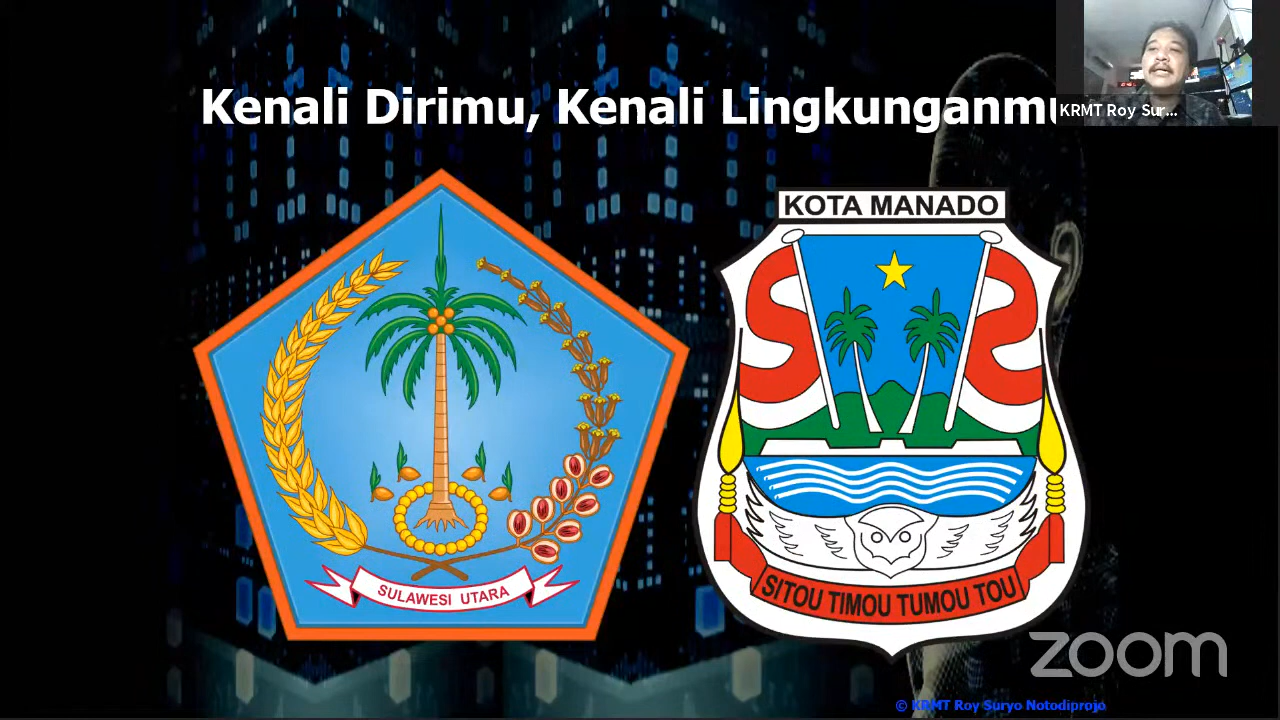 Kenali Dirimu, Kenali Lingkunganmu
KRMT Roy Sur...
KOTA MANADO
SULAWESI UTARA
SITOU TIMOU TUMOU TOU
zoom
© KRMT Roy Suryo Notodiprojo